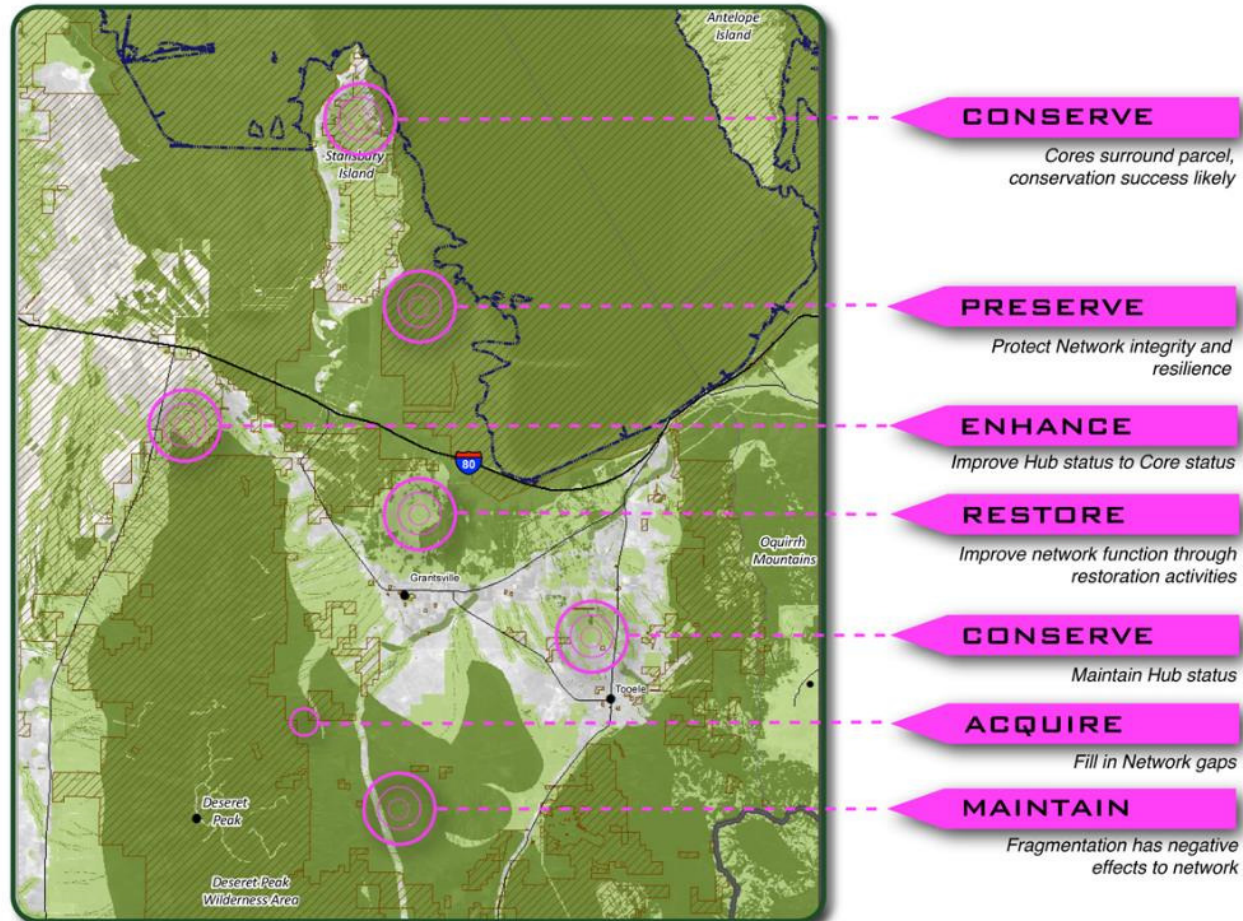 Antelope
Island
Stansbury
Island
80
Grantsville
Oquirrh
Mountains
Tooele
Deseret
Peak
Deseret Peak
Wilderness Area
CONSERVE
Cores surround parcel,
conservation success likely
PRESERVE
Protect Network integrity and
resilience
ENHANCE
Improve Hub status to Core status
RESTORE
Improve network function through
restoration activities
CONSERVE
Maintain Hub status
ACQUIRE
Fill in Network gaps
MAINTAIN
Fragmentation has negative
effects to network